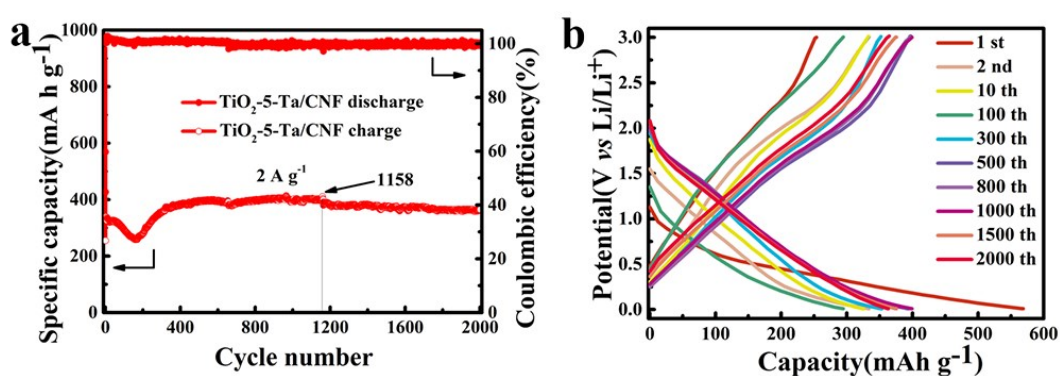 a
Specific capacity(mA h g-1)
1000
800
600
400
200
0
TiO2-5-Ta/CNF discharge
TiO2-5-Ta/CNF charge
2 A g-1
1158
0
400
800
1200
1600
2000
Cycle number
100
80
60
40
20
0
Coulombic efficiency(%)
b
Potential(V vs Li/Li+)
3.0
2.5
2.0
1.5
1.0
0.5
0.0
1 st
2 nd
10 th
100 th
300 th
500 th
800 th
1000 th
1500 th
2000 th
0
100
200
300
400
500
600
Capacity(mAh g-1)